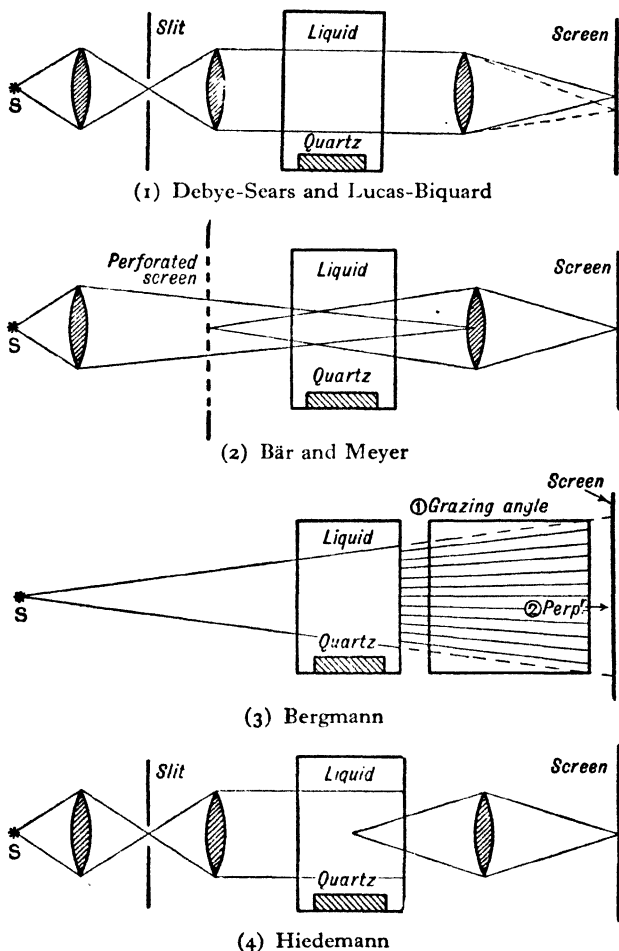 Slit
Screen
Liquid
S
Quartz
(1) Debye-Sears and Lucas-Biquard
Perforated
screen
Liquid
Screen
S
Quartz
(2) Bär and Meyer
Screen
①Grazing angle
Liquid
S
②Perpʳ
Quartz
(3) Bergmann
Slit
Screen
Liquid
S
Quartz
(4) Hiedemann